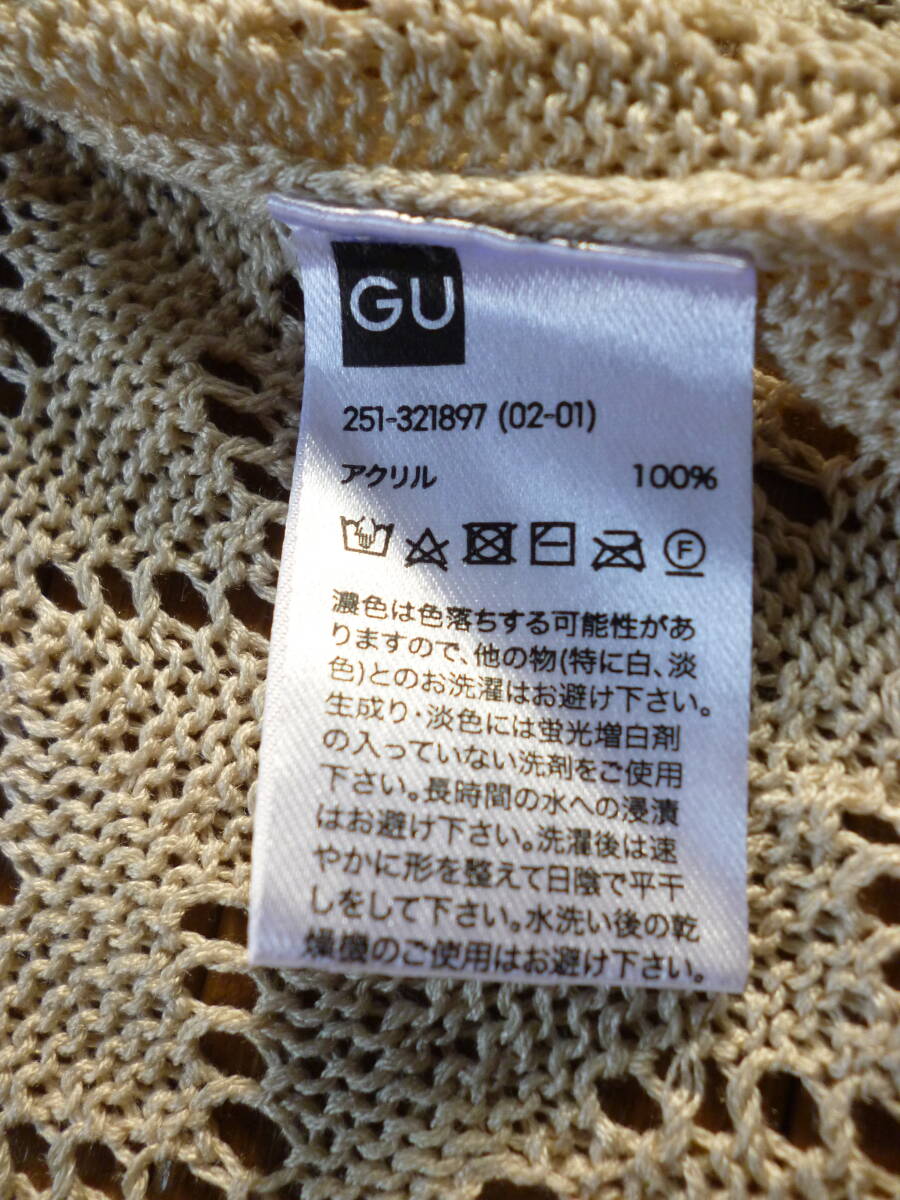 GU
251-321897 (02-01)
アクリル 100%
F
濃色は色落ちする可能性があ
りますので、他の物(特に白、淡
色)とのお洗濯はお避け下さい。
生成り・淡色には蛍光増白剤
の入っていない洗剤をご使用
下さい。長時間の水への浸漬
はお避け下さい。洗濯後は速
やかに形を整えて日陰で平干
しをして下さい。水洗い後の乾
燥機のご使用はお避け下さい。